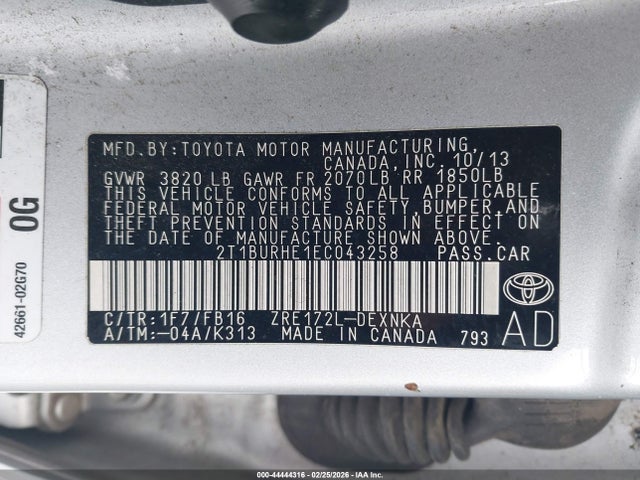 MFD.BY:TOYOTA MOTOR MANUFACTURING,
CANADA, INC. 10/13
GVWR 3820 LB GAWR FR 2070LB RR 1850LB
THIS VEHICLE CONFORMS TO ALL APPLICABLE
FEDERAL MOTOR VEHICLE SAFETY, BUMPER, AND
THEFT PREVENTION STANDARDS IN EFFECT ON
THE DATE OF MANUFACTURE SHOWN ABOVE.
2T1BURHE1EC043258 PASS.CAR
C/TR:1F7/FB16 ZRE172L-DEXNKA
A/TM:-04A/K313 MADE IN CANADA 793 AD
0G
42661-02G70
000-44444316 - 02/25/2026 - IAA Inc.